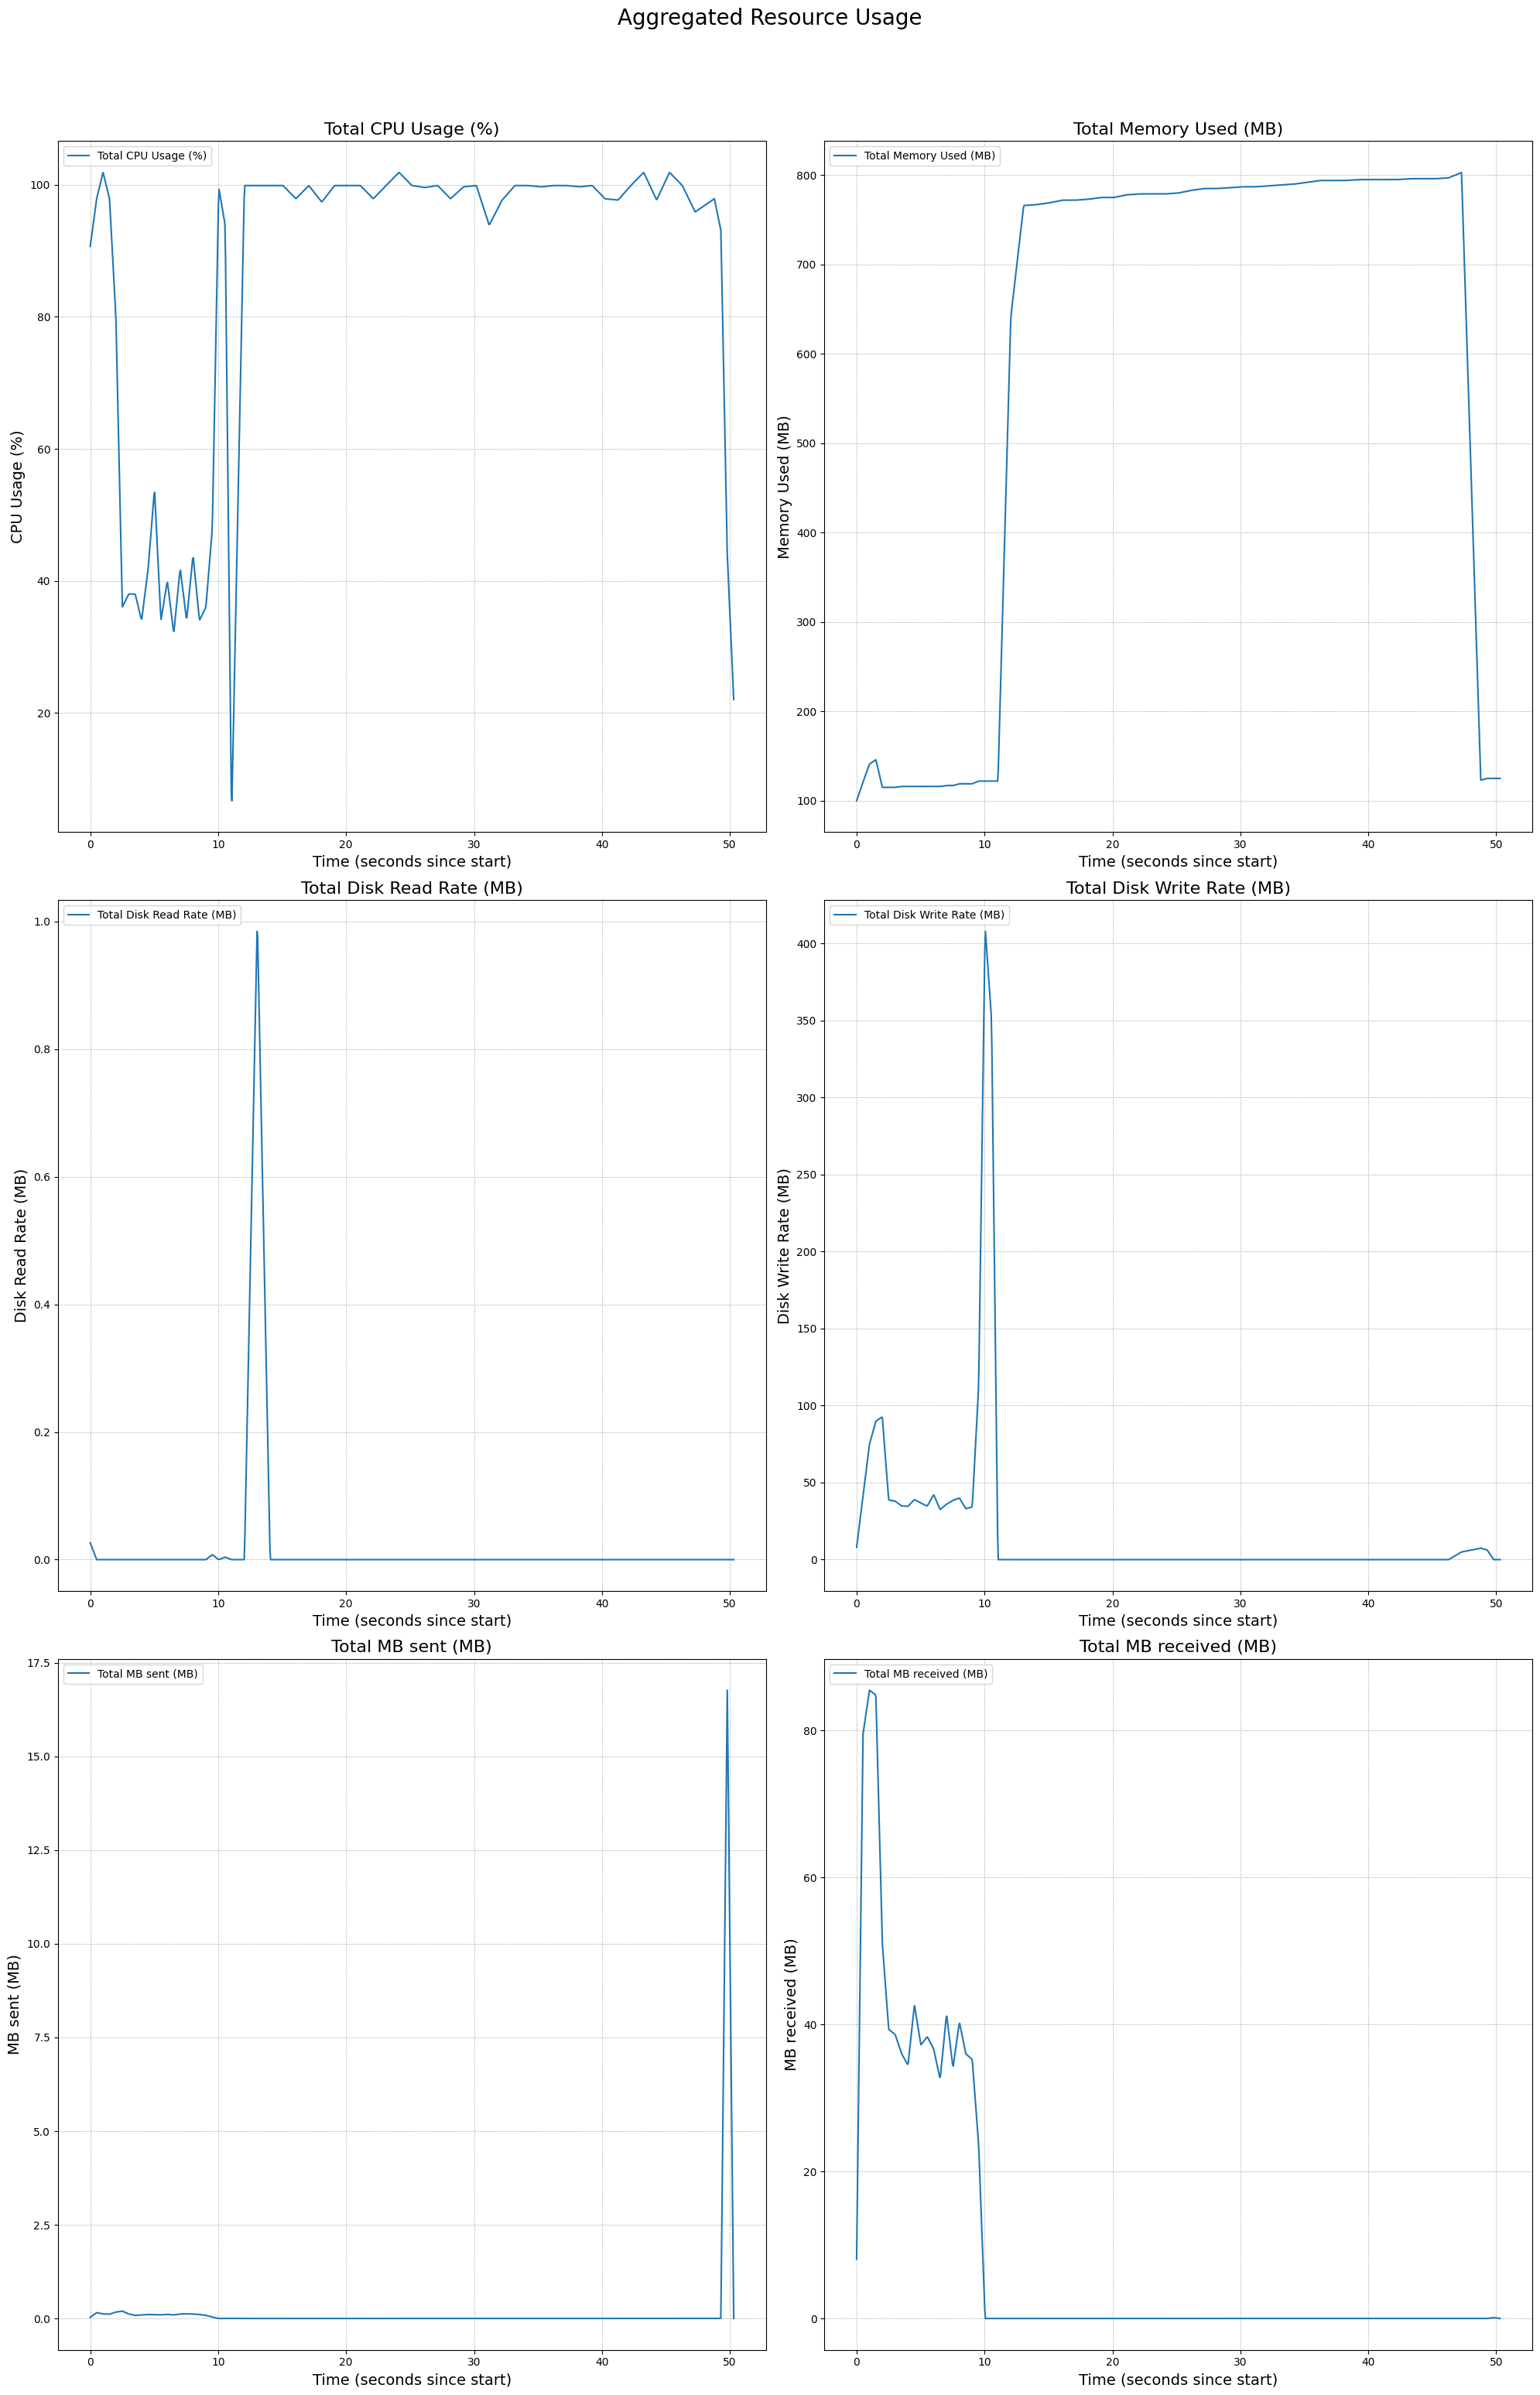 Aggregated Resource Usage
Total CPU Usage (%)
Total CPU Usage (%)
CPU Usage (%)
100
80
60
40
20
0 10 20 30 40 50
Time (seconds since start)
Total Memory Used (MB)
Total Memory Used (MB)
Memory Used (MB)
800
700
600
500
400
300
200
100
0 10 20 30 40 50
Time (seconds since start)
Total Disk Read Rate (MB)
Total Disk Read Rate (MB)
Disk Read Rate (MB)
1.0
0.8
0.6
0.4
0.2
0.0
0 10 20 30 40 50
Time (seconds since start)
Total Disk Write Rate (MB)
Total Disk Write Rate (MB)
Disk Write Rate (MB)
400
350
300
250
200
150
100
50
0
0 10 20 30 40 50
Time (seconds since start)
Total MB sent (MB)
Total MB sent (MB)
MB sent (MB)
17.5
15.0
12.5
10.0
7.5
5.0
2.5
0.0
0 10 20 30 40 50
Time (seconds since start)
Total MB received (MB)
Total MB received (MB)
MB received (MB)
80
60
40
20
0
0 10 20 30 40 50
Time (seconds since start)